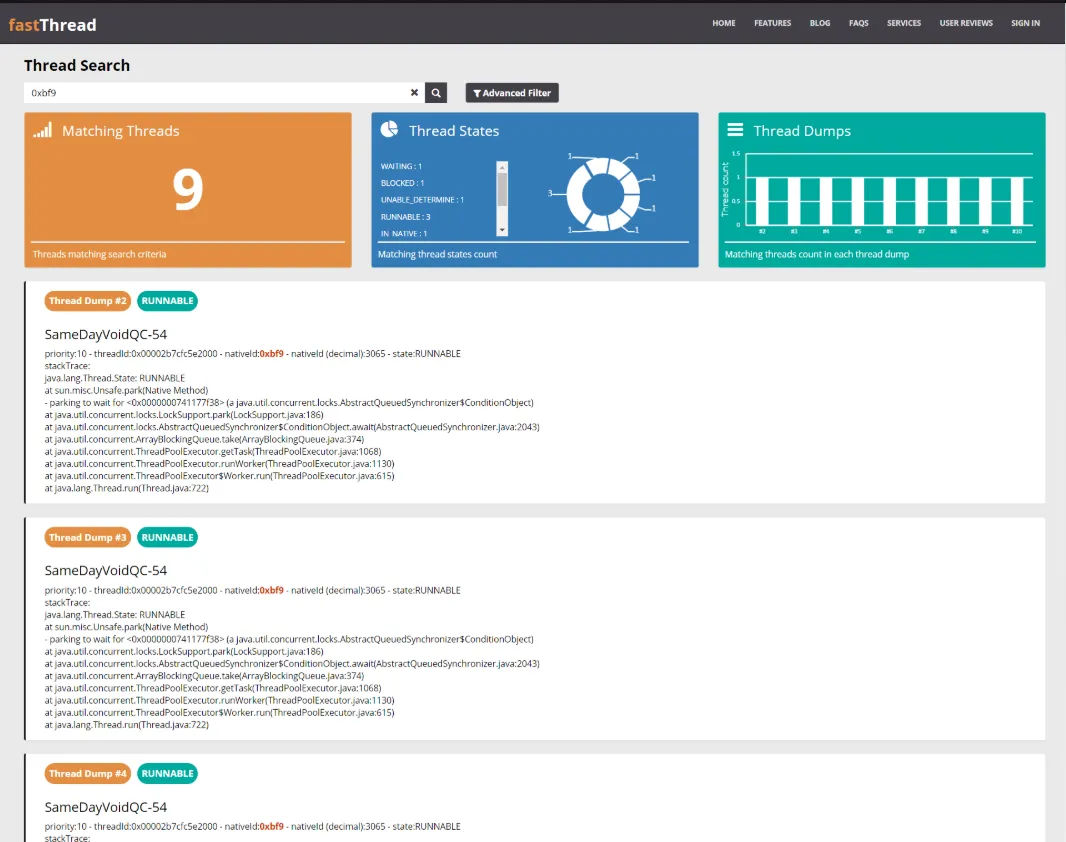 fastThread
HOME FEATURES BLOG FAQS SERVICES USER REVIEWS SIGN IN
Thread Search
0xbf9
Advanced Filter
Matching Threads
9
Threads matching search criteria
Thread States
WAITING : 1
BLOCKED : 1
UNABLE_DETERMINE : 1
RUNNABLE : 3
IN_NATIVE : 1
1 1
1
3
1
1 1
Matching thread states count
Thread Dumps
Thread count
1.5
1
0.5
0
#2 #3 #4 #5 #6 #7 #8 #9 #10
Matching threads count in each thread dump
Thread Dump #2 RUNNABLE
SameDayVoidQC-54
priority:10 - threadId:0x00002b7cfc5e2000 - nativeId:0xbf9 - nativeId (decimal):3065 - state:RUNNABLE
stackTrace:
java.lang.Thread.State: RUNNABLE
at sun.misc.Unsafe.park(Native Method)
- parking to wait for <0x0000000741177f38> (a java.util.concurrent.locks.AbstractQueuedSynchronizer$ConditionObject)
at java.util.concurrent.locks.LockSupport.park(LockSupport.java:186)
at java.util.concurrent.locks.AbstractQueuedSynchronizer$ConditionObject.await(AbstractQueuedSynchronizer.java:2043)
at java.util.concurrent.ArrayBlockingQueue.take(ArrayBlockingQueue.java:374)
at java.util.concurrent.ThreadPoolExecutor.getTask(ThreadPoolExecutor.java:1068)
at java.util.concurrent.ThreadPoolExecutor.runWorker(ThreadPoolExecutor.java:1130)
at java.util.concurrent.ThreadPoolExecutor$Worker.run(ThreadPoolExecutor.java:615)
at java.lang.Thread.run(Thread.java:722)
Thread Dump #3 RUNNABLE
SameDayVoidQC-54
priority:10 - threadId:0x00002b7cfc5e2000 - nativeId:0xbf9 - nativeId (decimal):3065 - state:RUNNABLE
stackTrace:
java.lang.Thread.State: RUNNABLE
at sun.misc.Unsafe.park(Native Method)
- parking to wait for <0x0000000741177f38> (a java.util.concurrent.locks.AbstractQueuedSynchronizer$ConditionObject)
at java.util.concurrent.locks.LockSupport.park(LockSupport.java:186)
at java.util.concurrent.locks.AbstractQueuedSynchronizer$ConditionObject.await(AbstractQueuedSynchronizer.java:2043)
at java.util.concurrent.ArrayBlockingQueue.take(ArrayBlockingQueue.java:374)
at java.util.concurrent.ThreadPoolExecutor.getTask(ThreadPoolExecutor.java:1068)
at java.util.concurrent.ThreadPoolExecutor.runWorker(ThreadPoolExecutor.java:1130)
at java.util.concurrent.ThreadPoolExecutor$Worker.run(ThreadPoolExecutor.java:615)
at java.lang.Thread.run(Thread.java:722)
Thread Dump #4 RUNNABLE
SameDayVoidQC-54
priority:10 - threadId:0x00002b7cfc5e2000 - nativeId:0xbf9 - nativeId (decimal):3065 - state:RUNNABLE
stackTrace: